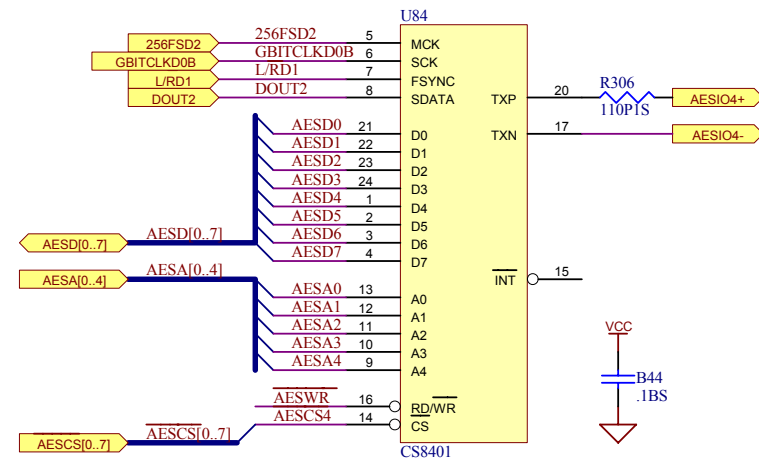 U84
256FSD2 256FSD2 5 MCK
GBITCLKD0B GBITCLKD0B 6 SCK
L/RD1 L/RD1 7 FSYNC
DOUT2 DOUT2 8 SDATA TXP 20 R306 110P1S AESIO4+
TXN 17 AESIO4-
AESD0 21 D0
AESD1 22 D1
AESD2 23 D2
AESD3 24 D3
AESD4 1 D4
AESD5 2 D5
AESD6 3 D6
AESD7 4 D7
AESD[0..7] AESD[0..7]
AESA[0..4] AESA[0..4]
INT 15
AESA0 13 A0
AESA1 12 A1
AESA2 11 A2
AESA3 10 A3
AESA4 9 A4
VCC
B44
.1BS
AESWR 16 RD/WR
AESCS4 14 CS
AESCS[0..7] AESCS[0..7]
CS8401